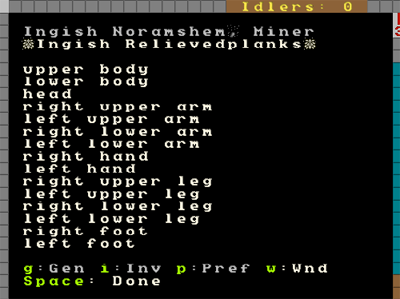 Idlers: 0
Ingish Noramshem, Miner
☼Ingish Relievedplanks☼
upper body
lower body
head
right upper arm
left upper arm
right lower arm
left lower arm
right hand
left hand
right upper leg
left upper leg
right lower leg
left lower leg
right foot
left foot
g:Gen i:Inv p:Pref w:Wnd
Space: Done